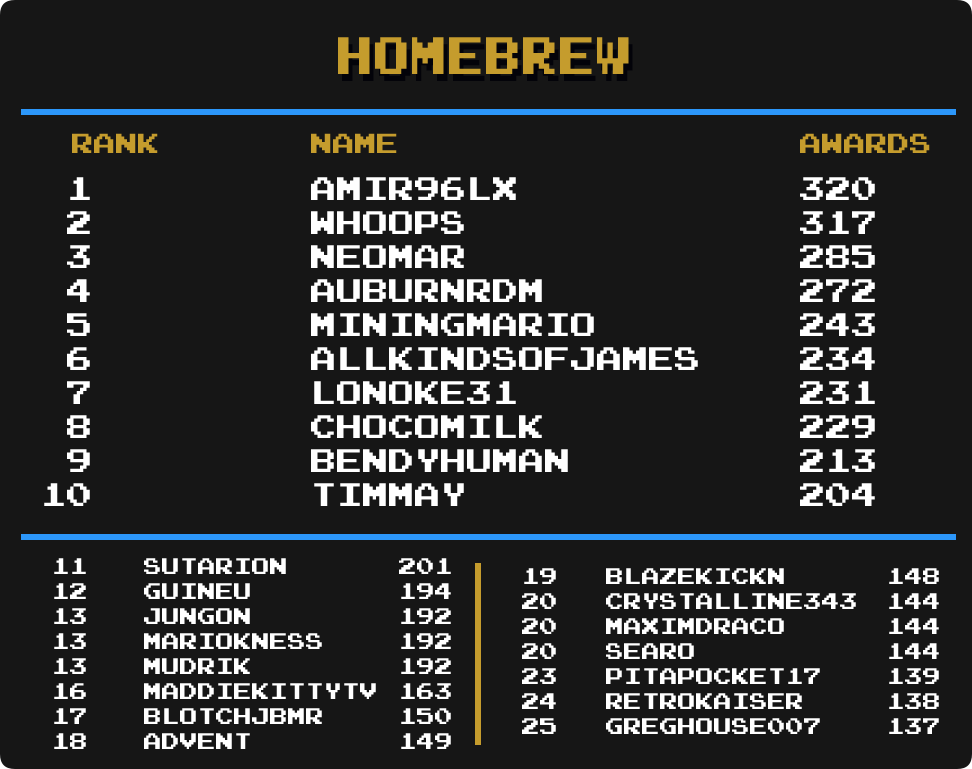 HOMEBREW
RANK NAME AWARDS
1 AMIR96LX 320
2 WHOOPS 317
3 NEOMAR 285
4 AUBURNRDM 272
5 MININGMARIO 243
6 ALLKINDSOFJAMES 234
7 LONOKE31 231
8 CHOCOMILK 229
9 BENDYHUMAN 213
10 TIMMAY 204
11 SUTARION 201
12 GUINEU 194
13 JUNGON 192
13 MARIOKNESS 192
13 MUDRIK 192
16 MADDIEKITTYTV 163
17 BLOTCHJBMR 150
18 ADVENT 149
19 BLAZEKICKN 148
20 CRYSTALLINE343 144
20 MAXIMDRACO 144
20 SEARO 144
23 PITAPOCKET17 139
24 RETROKAISER 138
25 GREGHOUSE007 137